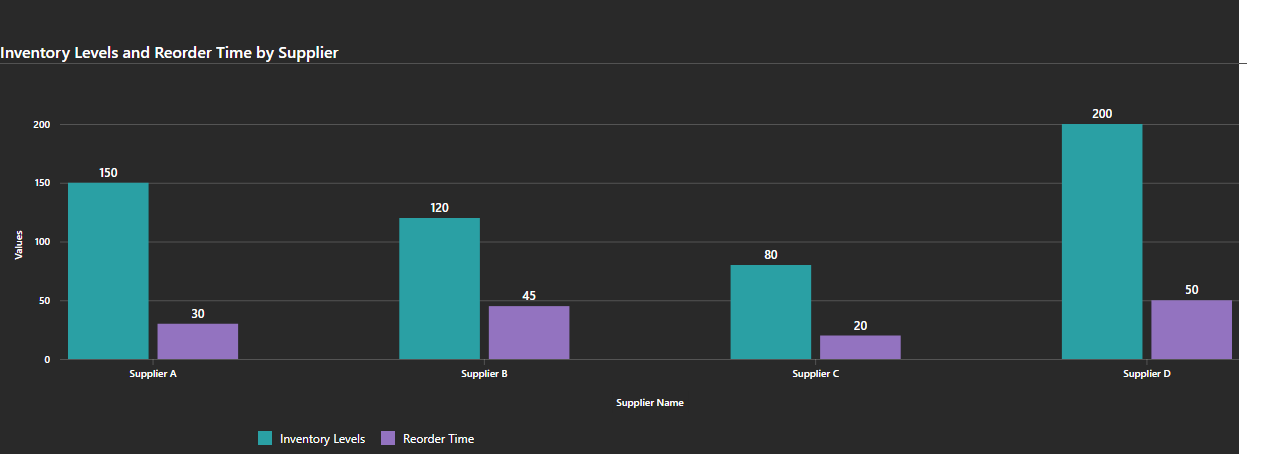 Inventory Levels and Reorder Time by Supplier
200
200
150
150
120
100
Values
80
50
50
45
30
20
0
Supplier A
Supplier B
Supplier C
Supplier D
Supplier Name
Inventory Levels
Reorder Time